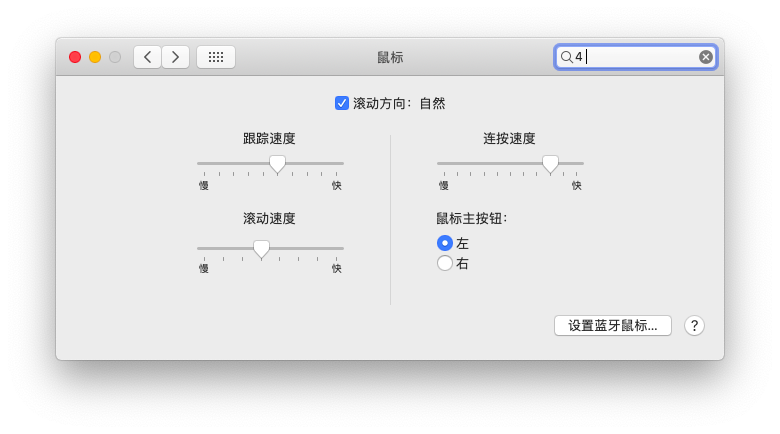 鼠标
4
滚动方向：自然
跟踪速度
慢 快
连按速度
慢 快
滚动速度
慢 快
鼠标主按钮：
左
右
设置蓝牙鼠标...
?